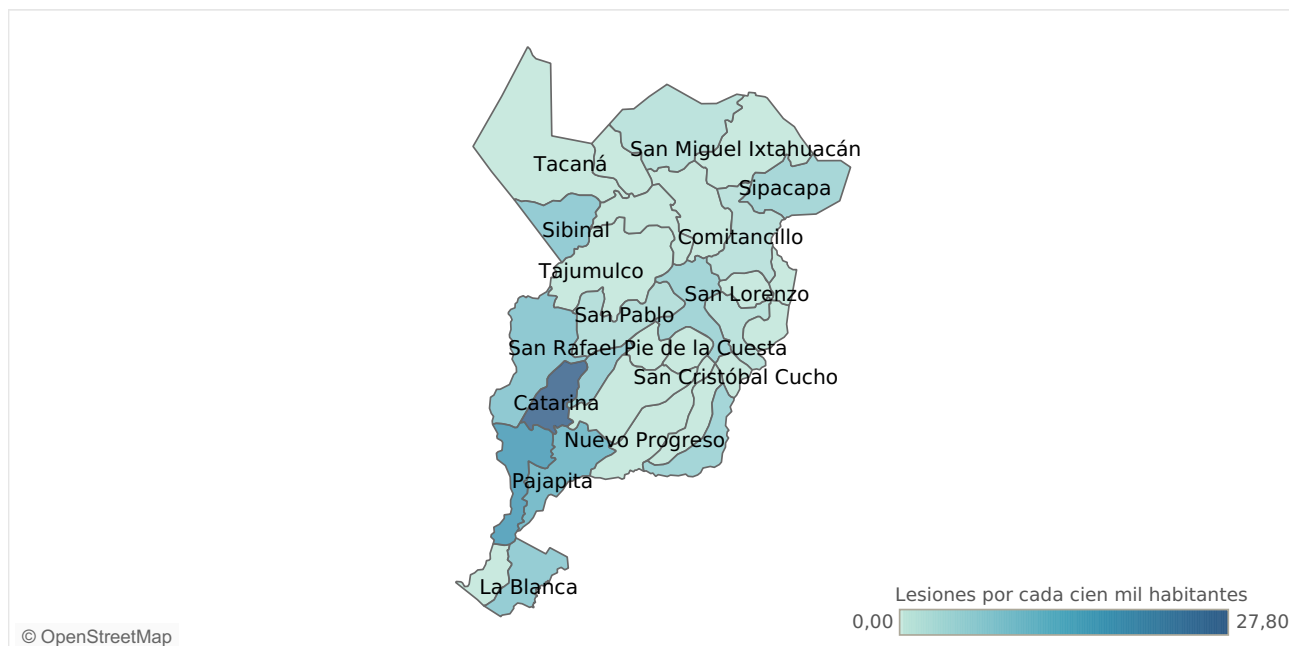 San Miguel Ixtahuacán
Tacaná
Sipacapa
Sibinal
Comitancillo
Tajumulco
San Lorenzo
San Pablo
San Rafael Pie de la Cuesta
San Cristóbal Cucho
Catarina
Nuevo Progreso
Pajapita
La Blanca
Lesiones por cada cien mil habitantes
0,00
27,80
© OpenStreetMap